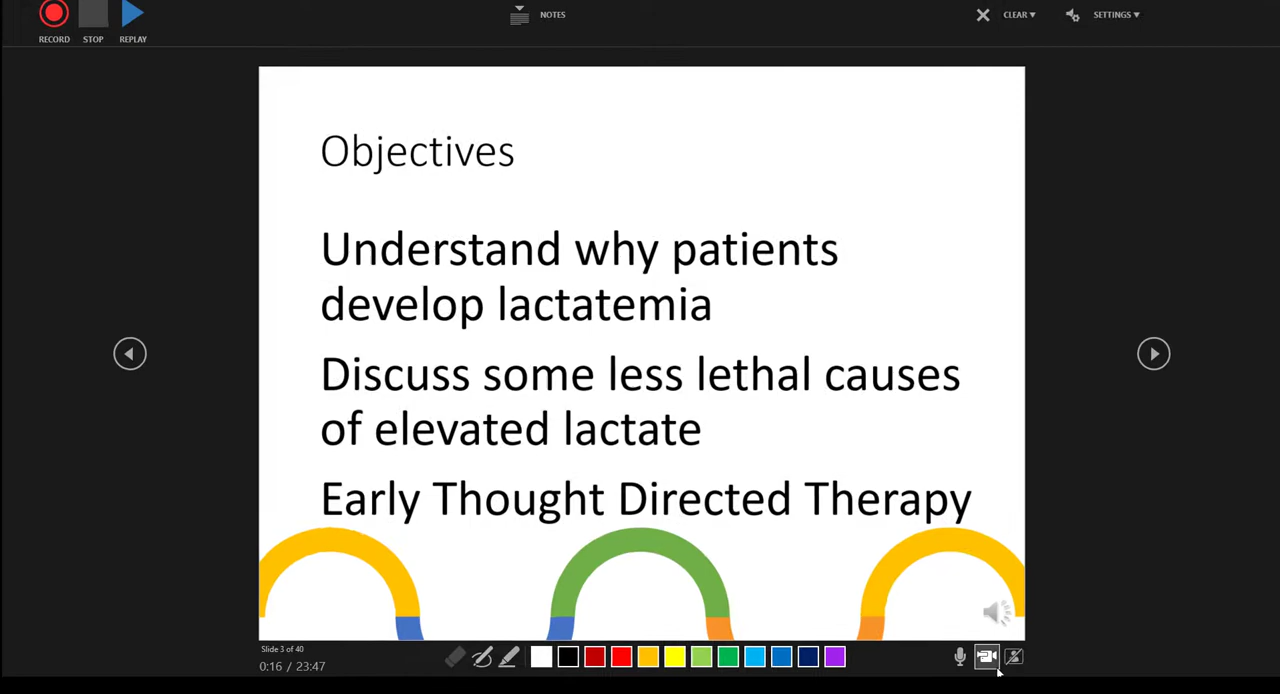 RECORD STOP REPLAY
NOTES
CLEAR
SETTINGS
Objectives
Understand why patients
develop lactatemia
Discuss some less lethal causes
of elevated lactate
Early Thought Directed Therapy
Slide 3 of 40
0:16 / 23:47